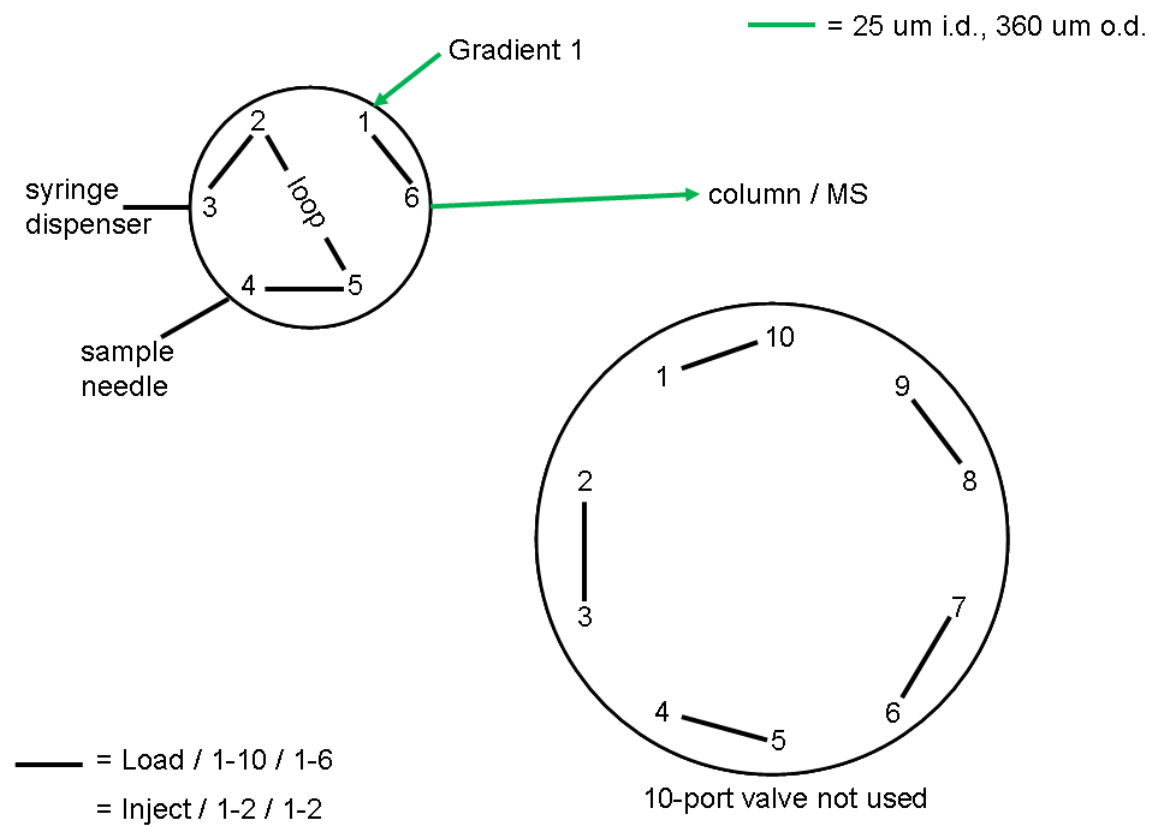 = 25 um i.d., 360 um o.d.
Gradient 1
2
1
syringe
dispenser
3
loop
6
column / MS
4
5
sample
needle
10
1
9
2
8
3
7
4
6
5
= Load / 1-10 / 1-6
= Inject / 1-2 / 1-2
10-port valve not used